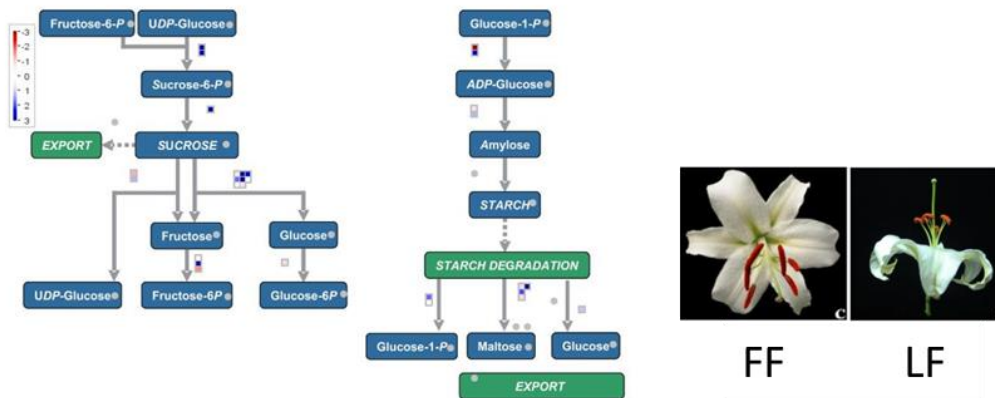 -3
-2
-1
0
1
2
3
Fructose-6-P
UDP-Glucose
Sucrose-6-P
EXPORT
SUCROSE
Fructose
Glucose
UDP-Glucose
Fructose-6P
Glucose-6P
Glucose-1-P
ADP-Glucose
Amylose
STARCH
STARCH DEGRADATION
Glucose-1-P
Maltose
Glucose
EXPORT
C
FF
LF